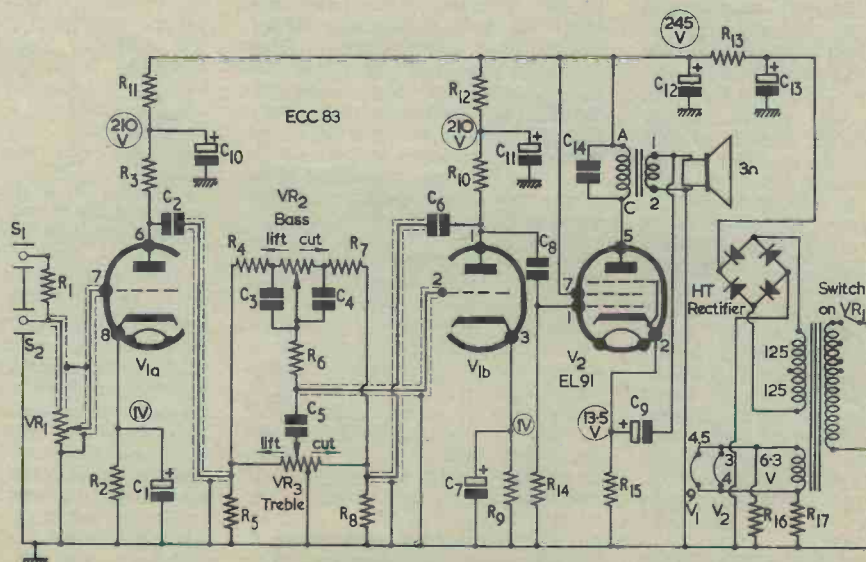 245
V
R13
R11
R12
C12
+
C13
+
ECC 83
210
V
210
V
C10
+
C11
+
C14
A
1
C
2
3Ω
R3
R10
C2
VR2
Bass
lift cut
C6
6
1
C8
5
S1
R4
R7
R1
7
2
7
1
C3
C4
HT
Rectifier
Switch
on VR1
S2
8
3
2
V1a
R6
V1b
V2
EL91
125
125
VR1
C5
1V
1V
13.5
V
+
C9
lift cut
4,5
3
6.3
V
R2
+
C1
VR3
Treble
C7
+
R9
R14
R15
4
9
V1
V2
R5
R8
R16
R17